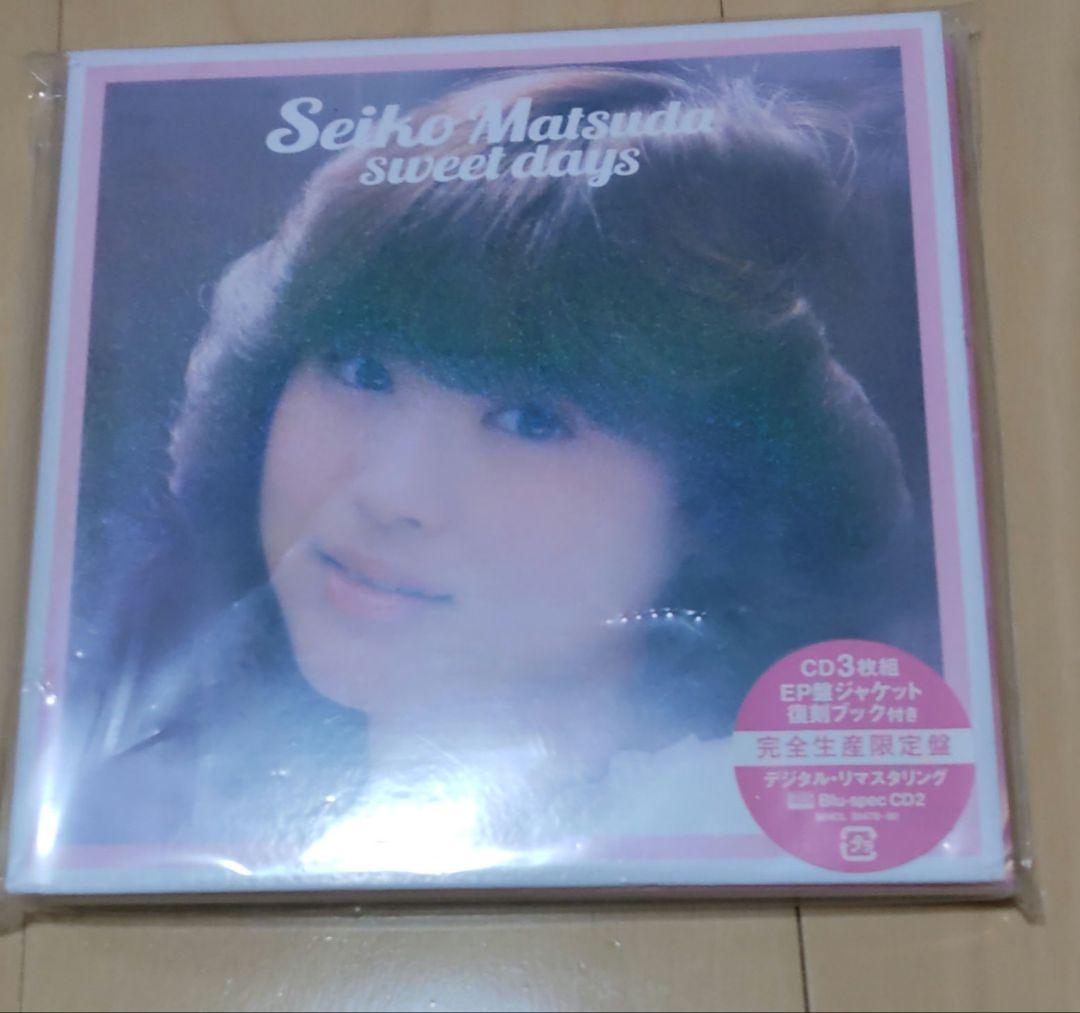 Seiko Matsuda
sweet days
CD3枚組
EP盤ジャケット
復刻ブック付き
完全生産限定盤
デジタル・リマスタリング
Blu-spec CD2